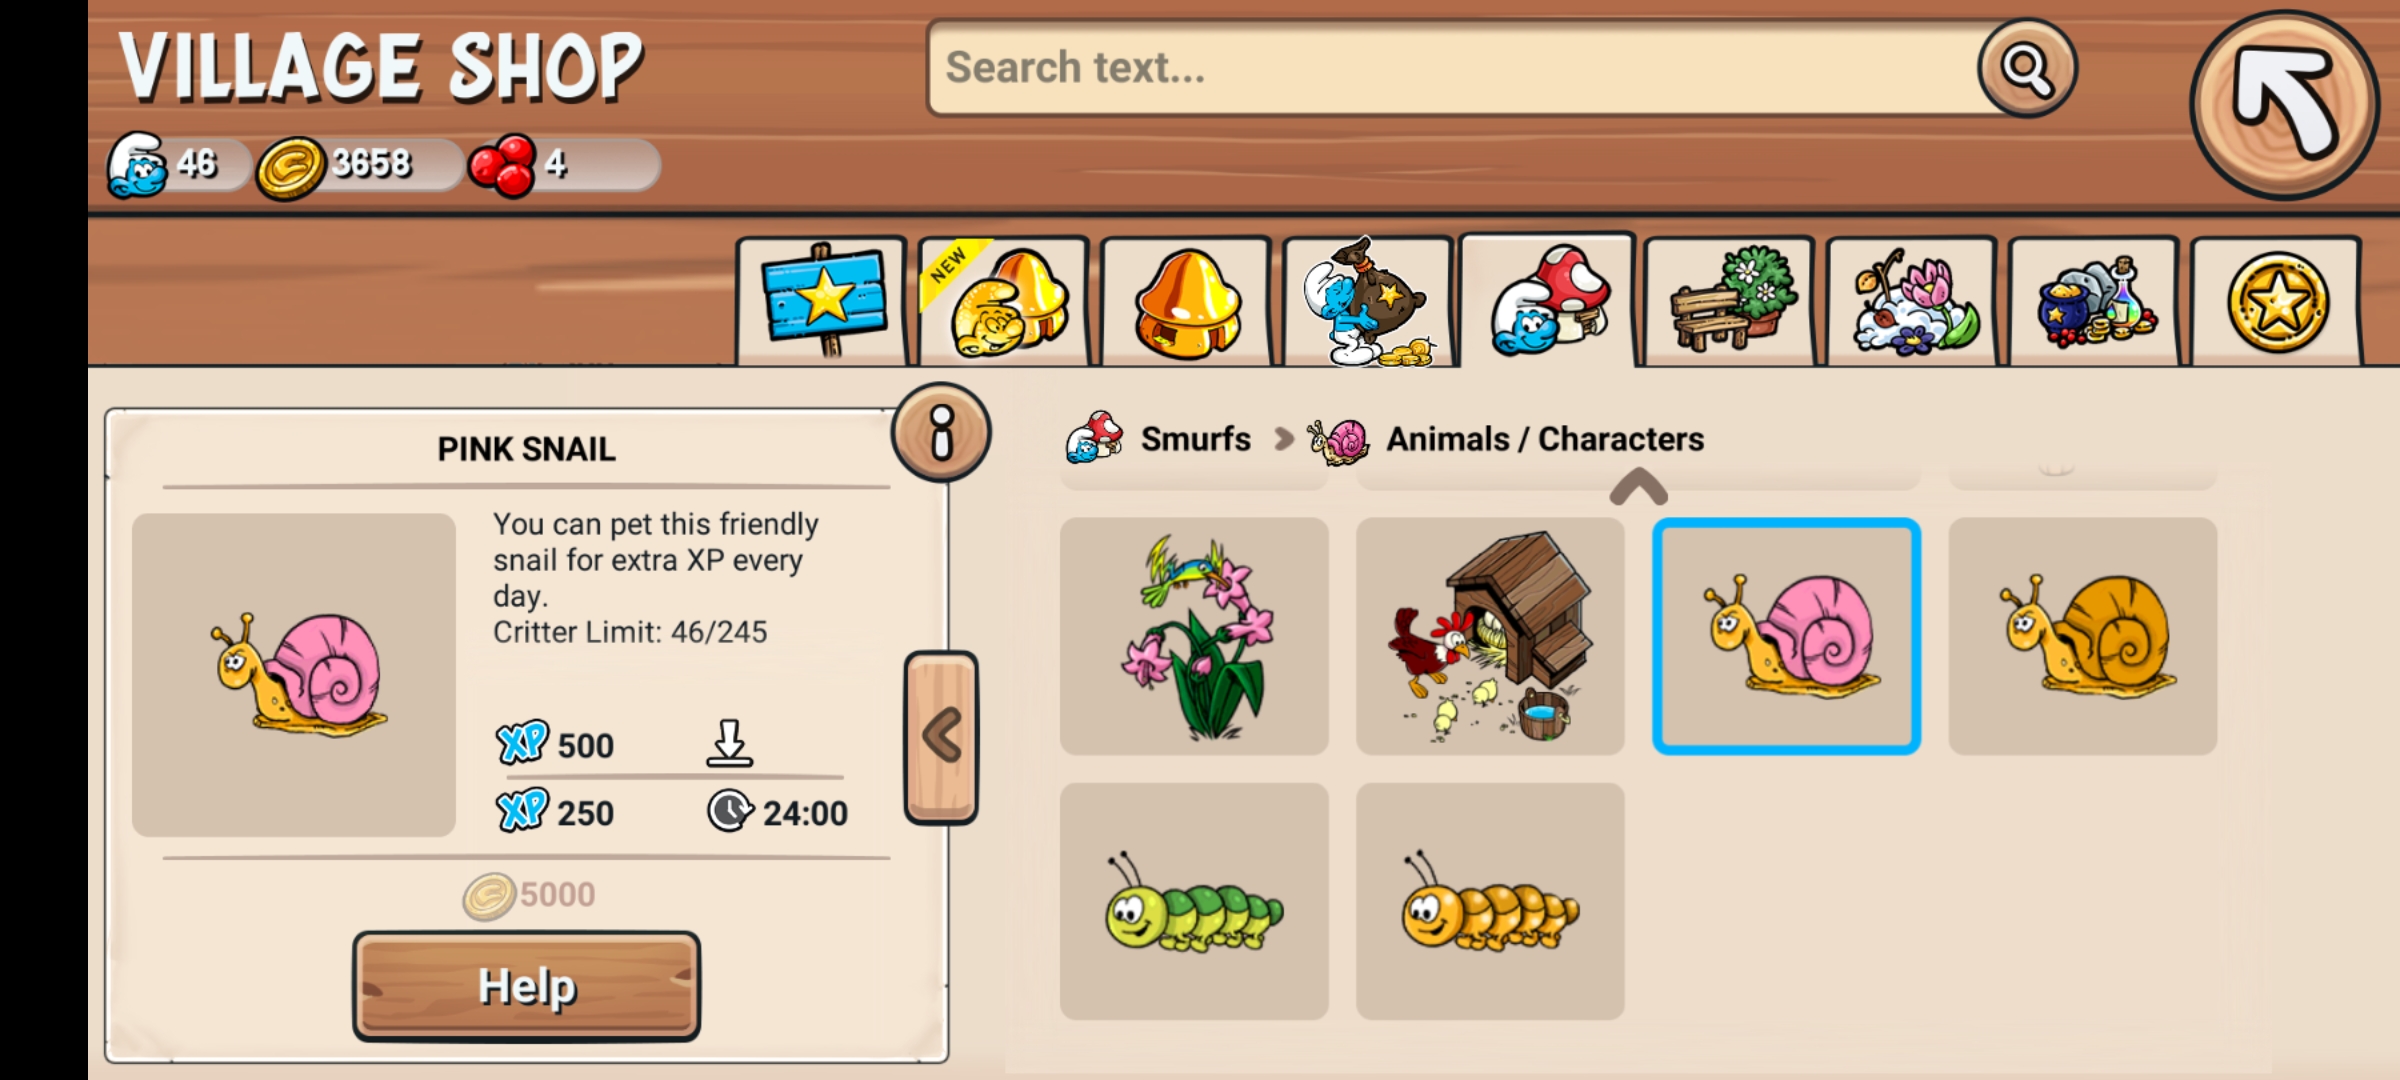 VILLAGE SHOP
Search text...
46
3658
4
NEW
PINK SNAIL
You can pet this friendly
snail for extra XP every
day.
Critter Limit: 46/245
XP 500
XP 250
24:00
5000
Help
Smurfs
Animals / Characters